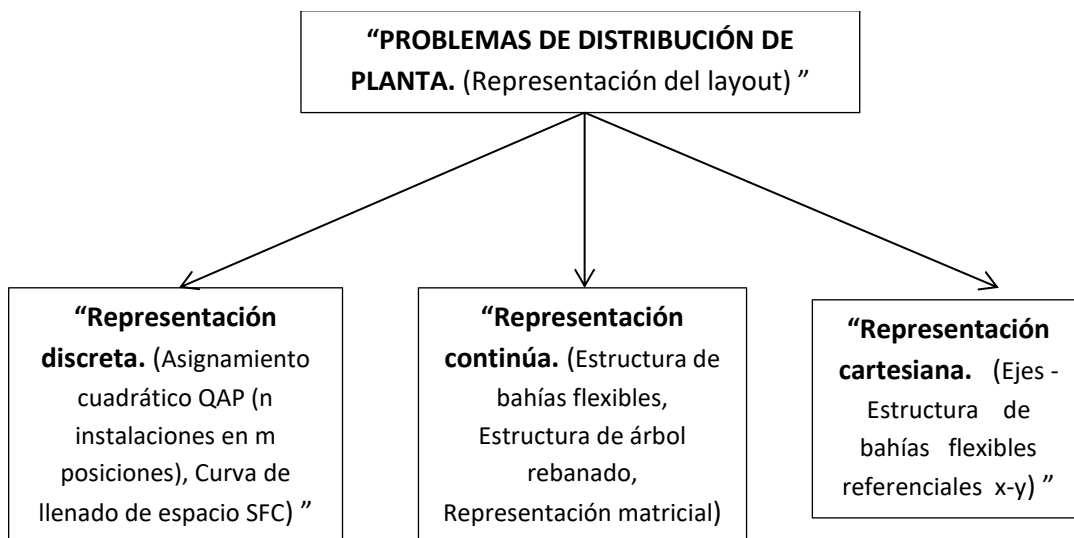 “PROBLEMAS DE DISTRIBUCIÓN DE
PLANTA. (Representación del layout) ”
“Representación
discreta. (Asignamiento
cuadrático QAP (n
instalaciones en m
posiciones), Curva de
llenado de espacio SFC) ”
“Representación
continúa. (Estructura de
bahías flexibles,
Estructura de árbol
rebanado,
Representación matricial)
“Representación
cartesiana. (Ejes -
Estructura de
bahías flexibles
referenciales x-y) ”